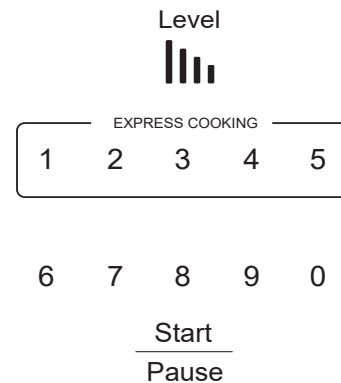 Level
EXPRESS COOKING
1 2 3 4 5
6 7 8 9 0
Start
Pause